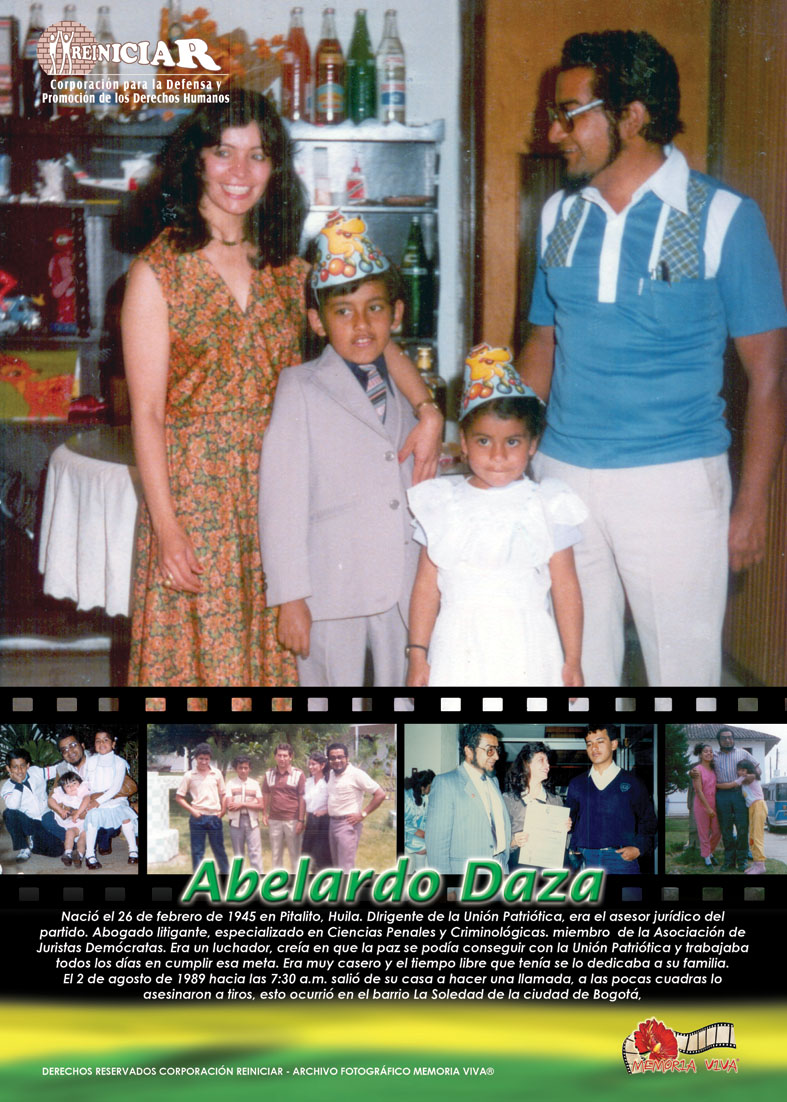 REINICIAR
Corporación para la Defensa y
Promoción de los Derechos Humanos
Abelardo Daza
Nació el 26 de febrero de 1945 en Pitalito, Huila. DIrigente de la Unión Patriótica, era el asesor jurídico del
partido. Abogado litigante, especializado en Ciencias Penales y Criminológicas. miembro de la Asociación de
Juristas Demócratas. Era un luchador, creía en que la paz se podía conseguir con la Unión Patriótica y trabajaba
todos los días en cumplir esa meta. Era muy casero y el tiempo libre que tenía se lo dedicaba a su familia.
El 2 de agosto de 1989 hacia las 7:30 a.m. salió de su casa a hacer una llamada, a las pocas cuadras lo
asesinaron a tiros, esto ocurrió en el barrio La Soledad de la ciudad de Bogotá,
MEMORIA VIVA
DERECHOS RESERVADOS CORPORACIÓN REINICIAR - ARCHIVO FOTOGRÁFICO MEMORIA VIVA®